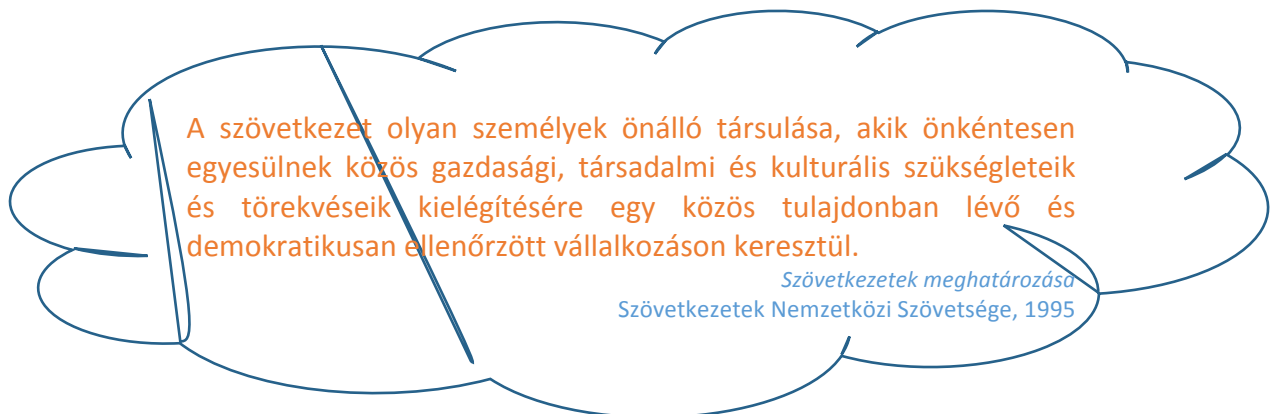 A szövetkezet olyan személyek önálló társulása, akik önkéntesen
egyesülnek közös gazdasági, társadalmi és kulturális szükségleteik
és törekvéseik kielégítésére egy közös tulajdonban lévő és
demokratikusan ellenőrzött vállalkozáson keresztül.
Szövetkezetek meghatározása
Szövetkezetek Nemzetközi Szövetsége, 1995